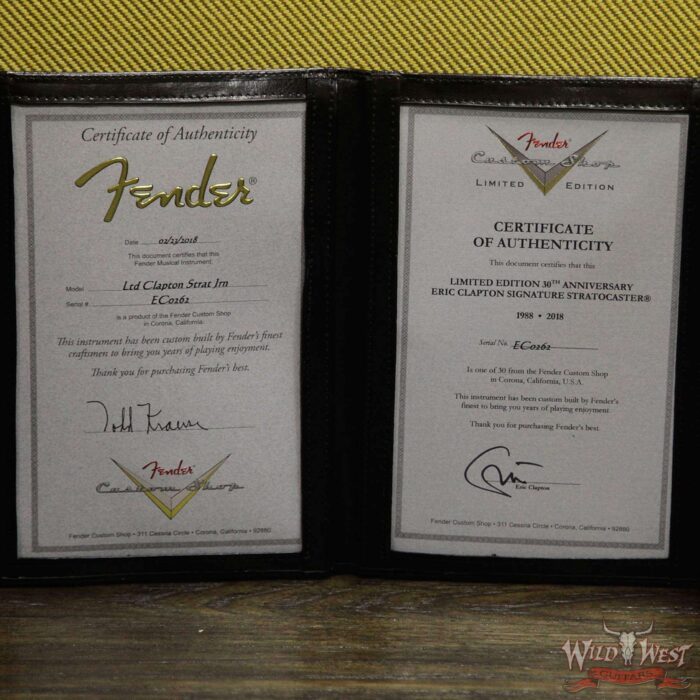 Certificate of Authenticity
Fender®
Date 02/23/2018
This document certifies that this
Fender Musical Instrument:
Model Ltd Clapton Strat Jrn
Serial # EC0262
is a product of the Fender Custom Shop
in Corona, California.
This instrument has been custom built by Fender's finest
craftsmen to bring you years of playing enjoyment.
Thank you for purchasing Fender's best.
Todd Krause
Fender
Custom Shop
Fender Custom Shop • 311 Cessna Circle • Corona, California • 92880
Fender
Custom Shop
LIMITED EDITION
CERTIFICATE
OF AUTHENTICITY
This document certifies that this
LIMITED EDITION 30TH ANNIVERSARY
ERIC CLAPTON SIGNATURE STRATOCASTER®
1988 • 2018
Serial No. EC0262
Is one of 30 from the Fender Custom Shop
in Corona, California, U.S.A.
This instrument has been custom built by Fender's
finest to bring you years of playing enjoyment
Thank you for purchasing Fender's best.
Eric Clapton
Fender Custom Shop • 311 Cessna Circle • Corona, California • 92880
WILD WEST
GUITARS